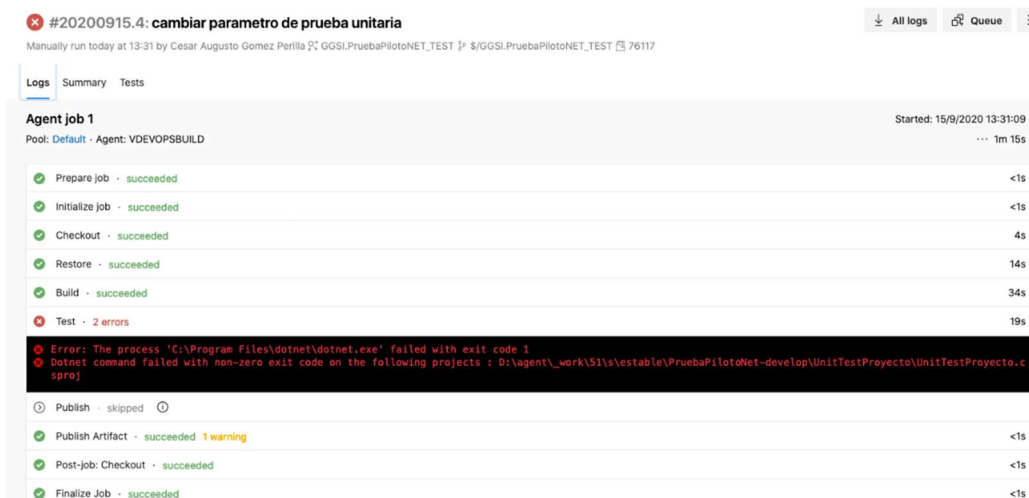 #20200915.4: cambiar parametro de prueba unitaria
All logs
Queue
Manually run today at 13:31 by Cesar Augusto Gomez Perilla GGSI.PruebaPilotoNET_TEST $/GGSI.PruebaPilotoNET_TEST 76117
Logs Summary Tests
Agent job 1
Started: 15/9/2020 13:31:09
Pool: Default · Agent: VDEVOPSBUILD
··· 1m 15s
Prepare job · succeeded <1s
Initialize job · succeeded <1s
Checkout · succeeded 4s
Restore · succeeded 14s
Build · succeeded 34s
Test · 2 errors 19s
Error: The process 'C:\Program Files\dotnet\dotnet.exe' failed with exit code 1
Dotnet command failed with non-zero exit code on the following projects : D:\agent\_work\51\s\estable\PruebaPilotoNet-develop\UnitTestProyecto\UnitTestProyecto.c
sproj
Publish · skipped
Publish Artifact · succeeded 1 warning <1s
Post-job: Checkout · succeeded <1s
Finalize Job · succeeded <1s